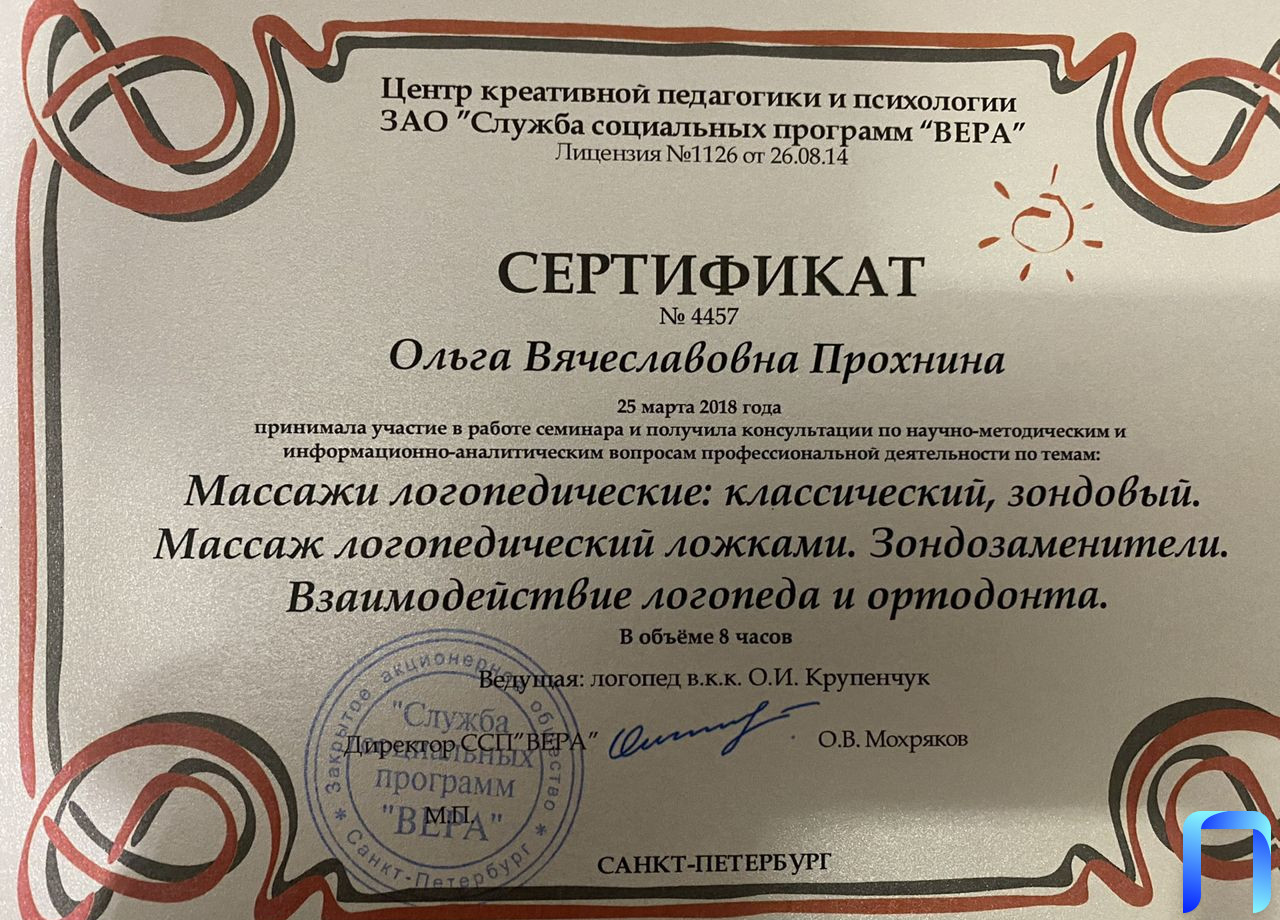 Центр креативной педагогики и психологии
ЗАО "Служба социальных программ "ВЕРА"
Лицензия №1126 от 26.08.14
СЕРТИФИКАТ
№ 4457
Ольга Вячеславовна Прохнина
25 марта 2018 года
принимала участие в работе семинара и получила консультации по научно-методическим и
информационно-аналитическим вопросам профессиональной деятельности по темам:
Массажи логопедические: классический, зондовый.
Массаж логопедический ложками. Зондозаменители.
Взаимодействие логопеда и ортодонта.
В объёме 8 часов
Ведущая: логопед в.к.к. О.И. Крупенчук
Директор ССП"ВЕРА" О.В. Мохряков
М.П.
САНКТ-ПЕТЕРБУРГ
Закрытое акционерное общество
* Санкт-Петербург *
"Служба
социальных
программ
"ВЕРА"